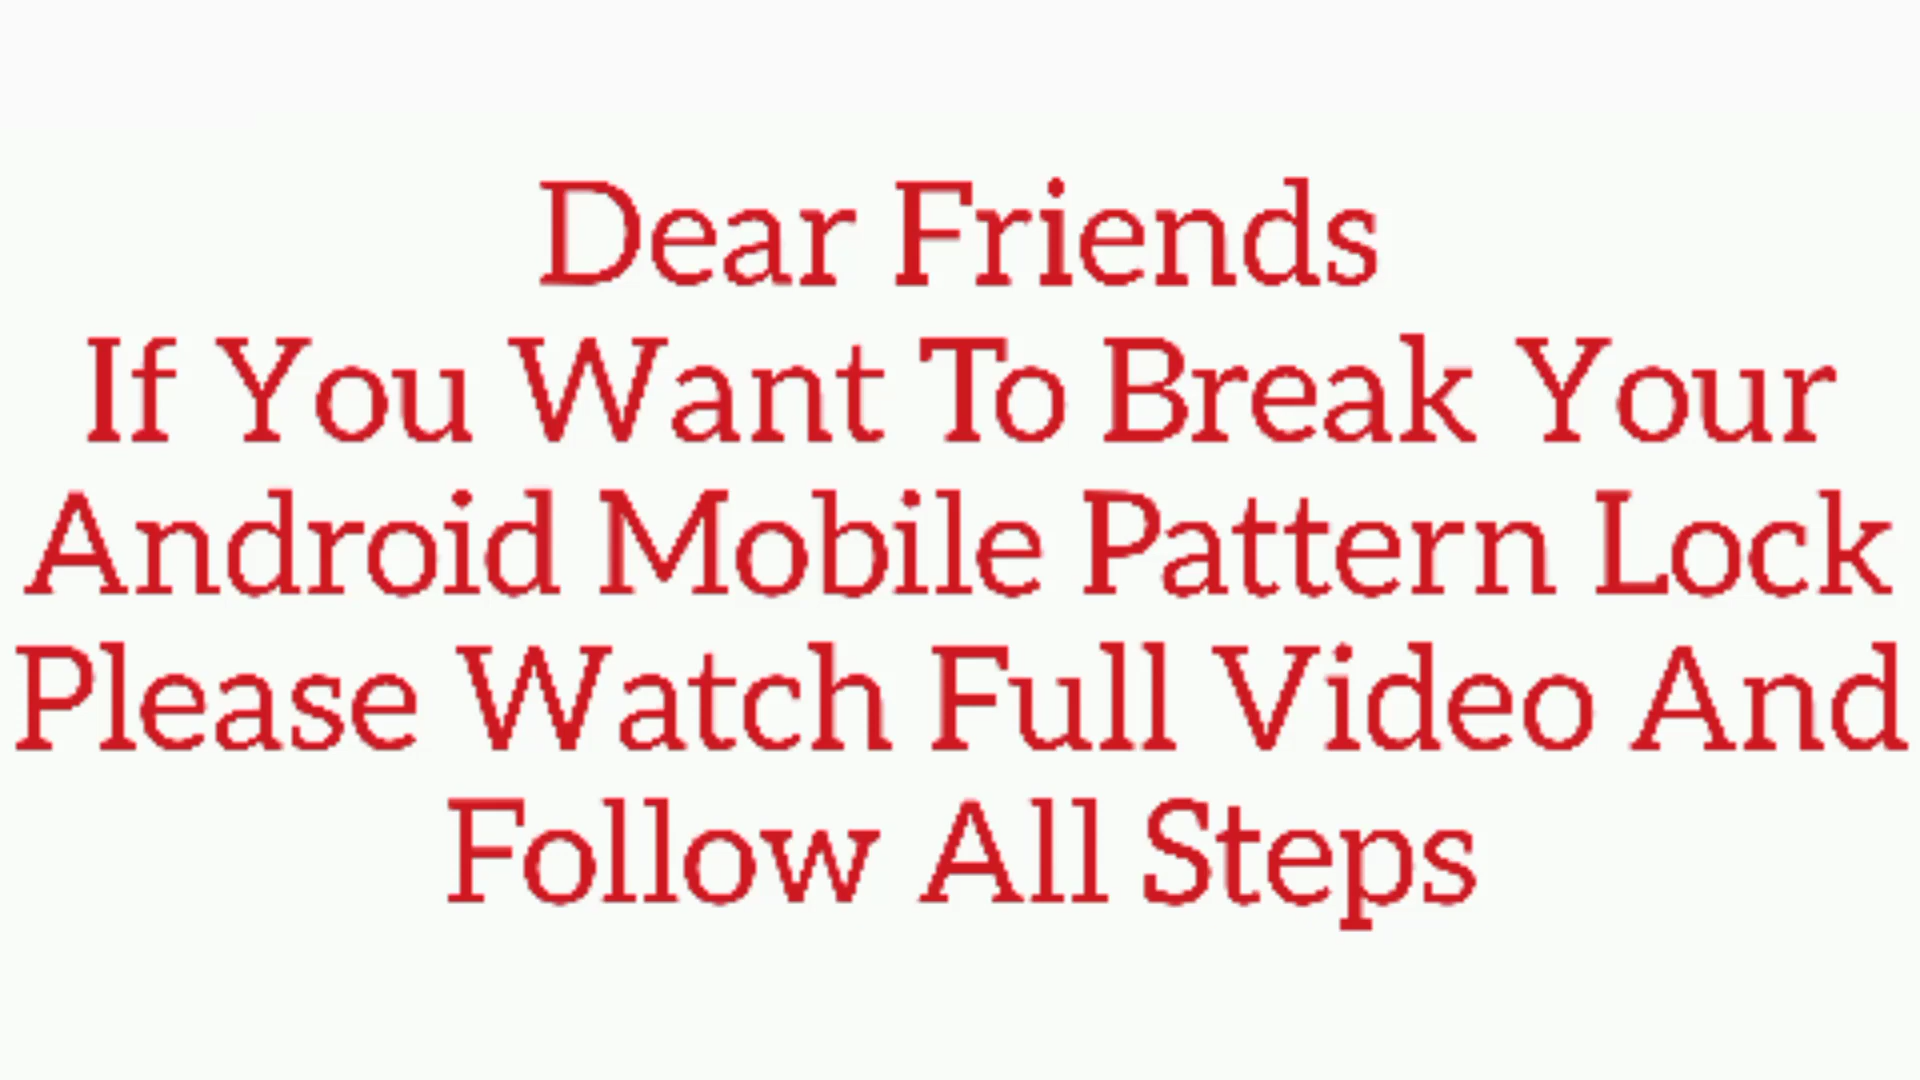 Dear Friends
If You Want To Break Your
Android Mobile Pattern Lock
Please Watch Full Video And
Follow All Steps